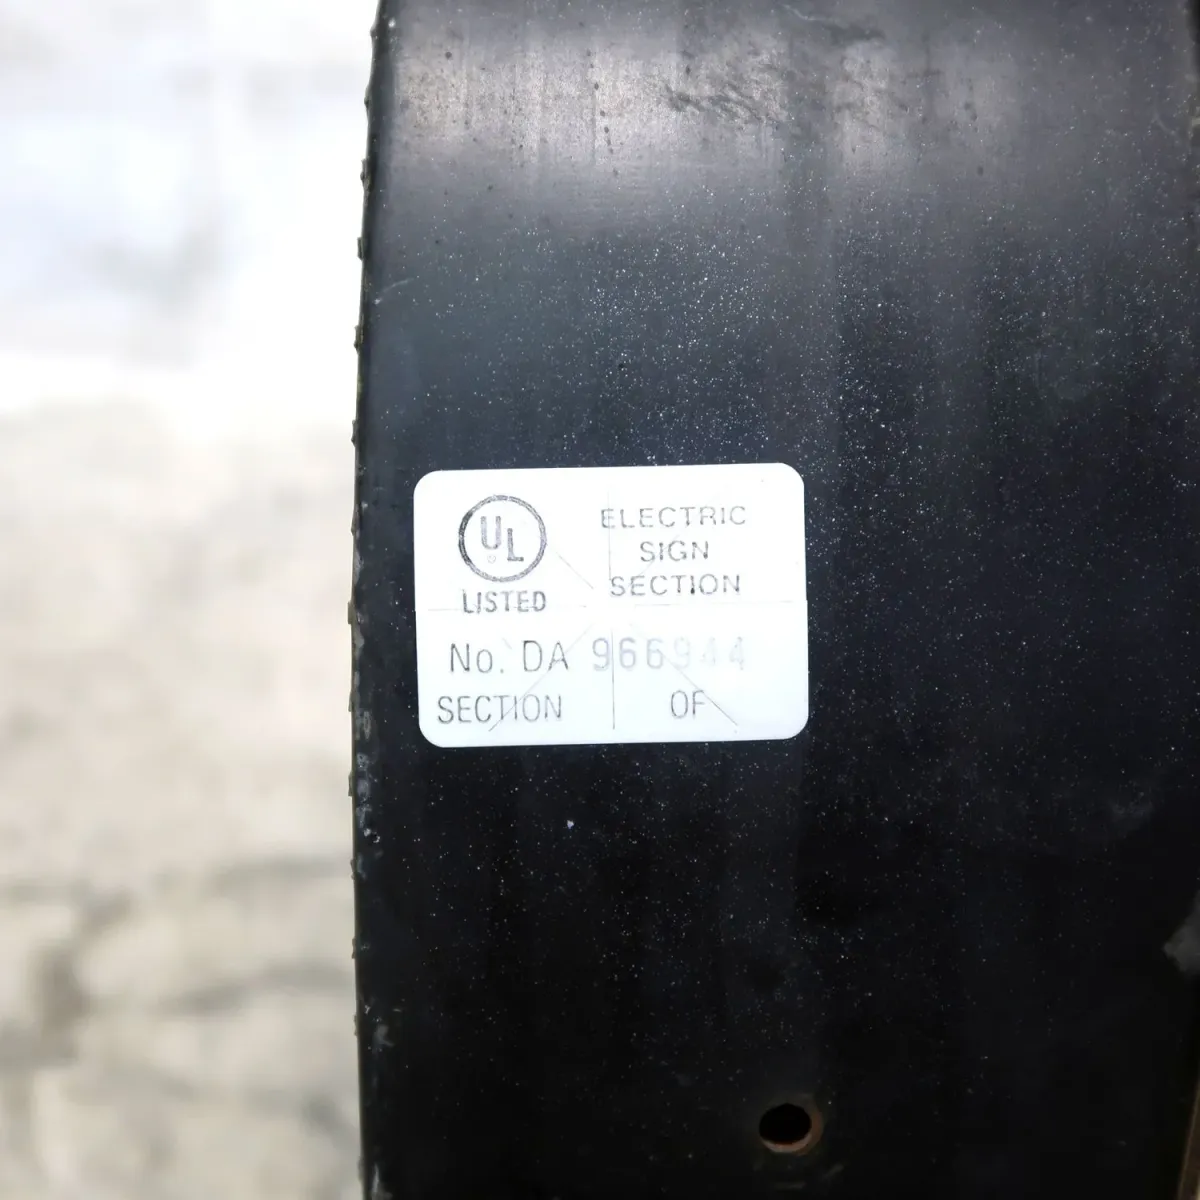 UL
LISTED
ELECTRIC
SIGN
SECTION
No. DA 966944
SECTION OF